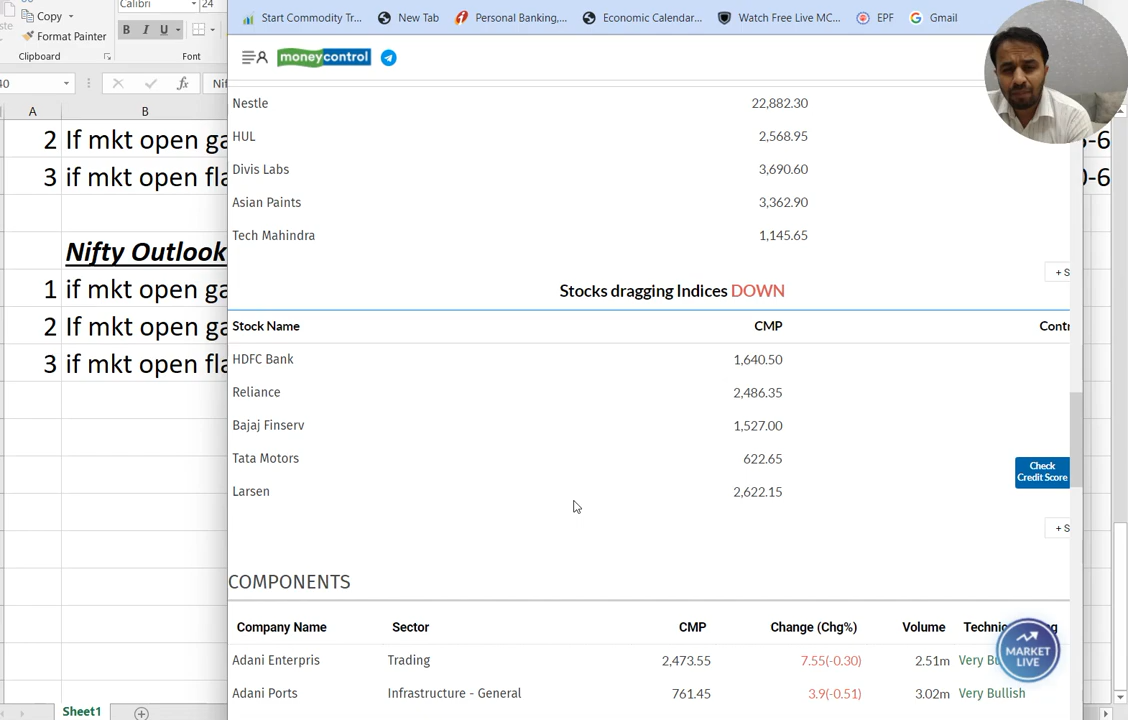 Calibri
24
Copy
Format Painter
B I U
Clipboard
Font
Start Commodity Tr...
New Tab
Personal Banking,...
Economic Calendar...
Watch Free Live MC...
EPF
Gmail
moneycontrol
40
fx
Nif
A
B
2 If mkt open ga
3 if mkt open fla
Nifty Outlook
1 if mkt open ga
2 If mkt open ga
3 if mkt open fla
Nestle 22,882.30
HUL 2,568.95
Divis Labs 3,690.60
Asian Paints 3,362.90
Tech Mahindra 1,145.65
+ S
Stocks dragging Indices DOWN
Stock Name CMP Contr
HDFC Bank 1,640.50
Reliance 2,486.35
Bajaj Finserv 1,527.00
Tata Motors 622.65
Larsen 2,622.15
Check
Credit Score
+ S
COMPONENTS
Company Name Sector CMP Change (Chg%) Volume
Adani Enterpris Trading 2,473.55 7.55(-0.30) 2.51m Very
Adani Ports Infrastructure - General 761.45 3.9(-0.51) 3.02m Very Bullish
MARKET
LIVE
Sheet1